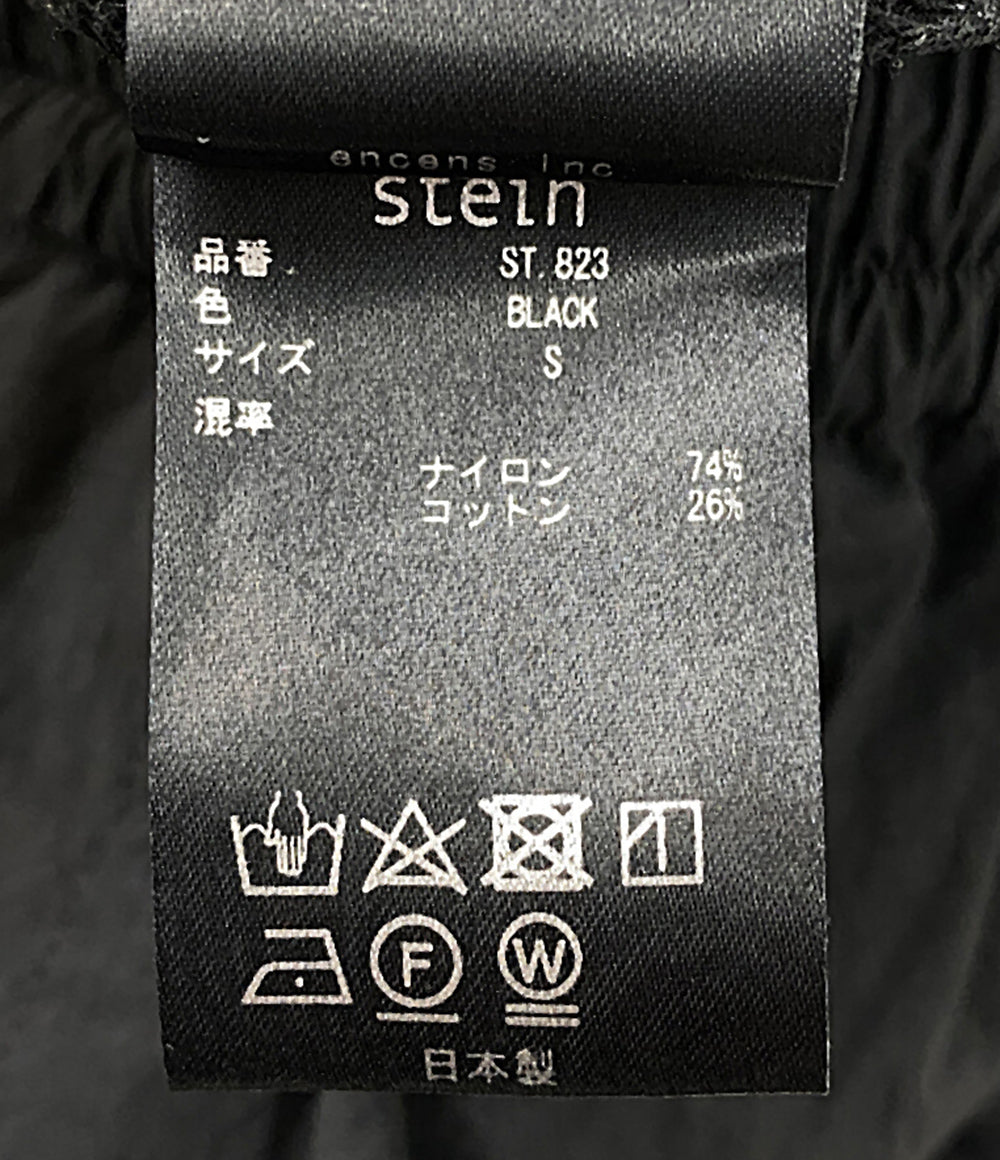 encens Inc
stein
品番 ST.823
色 BLACK
サイズ S
混率
ナイロン 74%
コットン 26%
F W
日本製